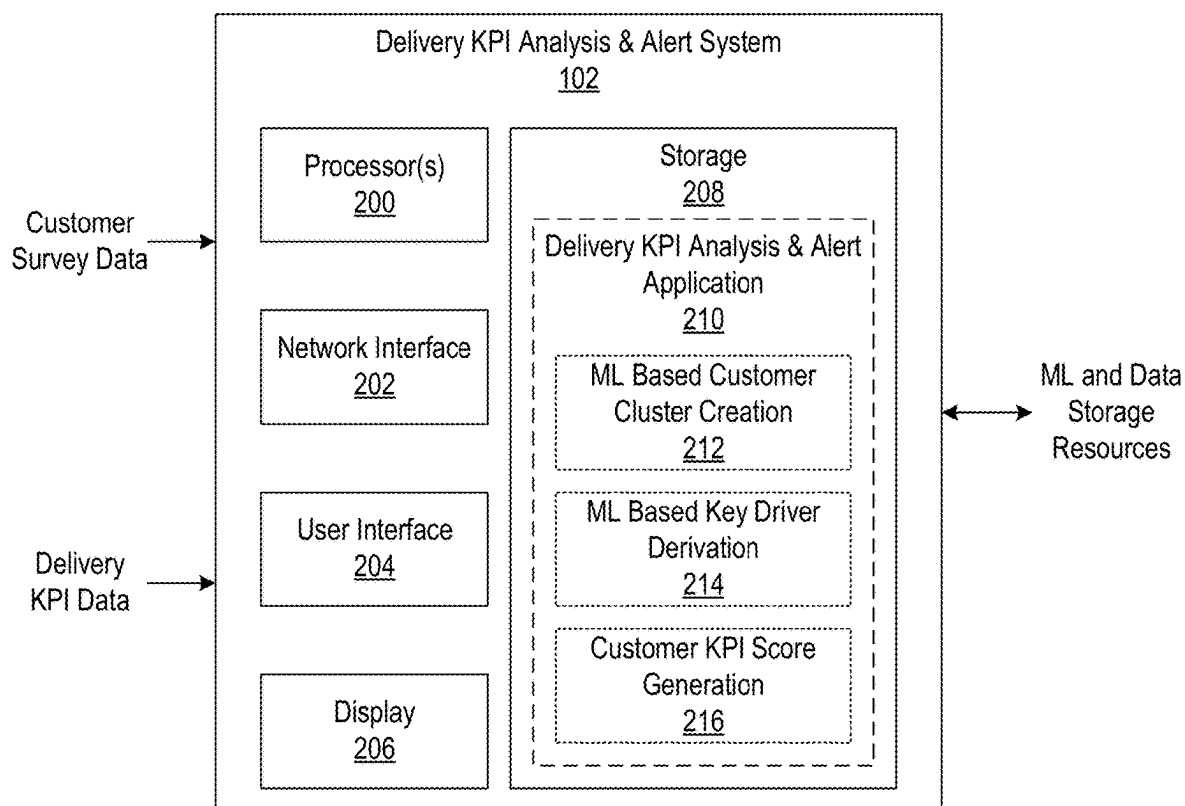 Delivery KPI Analysis & Alert System
102
Customer
Survey Data
Delivery
KPI Data
Processor(s)
200
Network Interface
202
User Interface
204
Display
206
Storage
208
Delivery KPI Analysis & Alert
Application
210
ML Based Customer
Cluster Creation
212
ML Based Key Driver
Derivation
214
Customer KPI Score
Generation
216
ML and Data
Storage
Resources